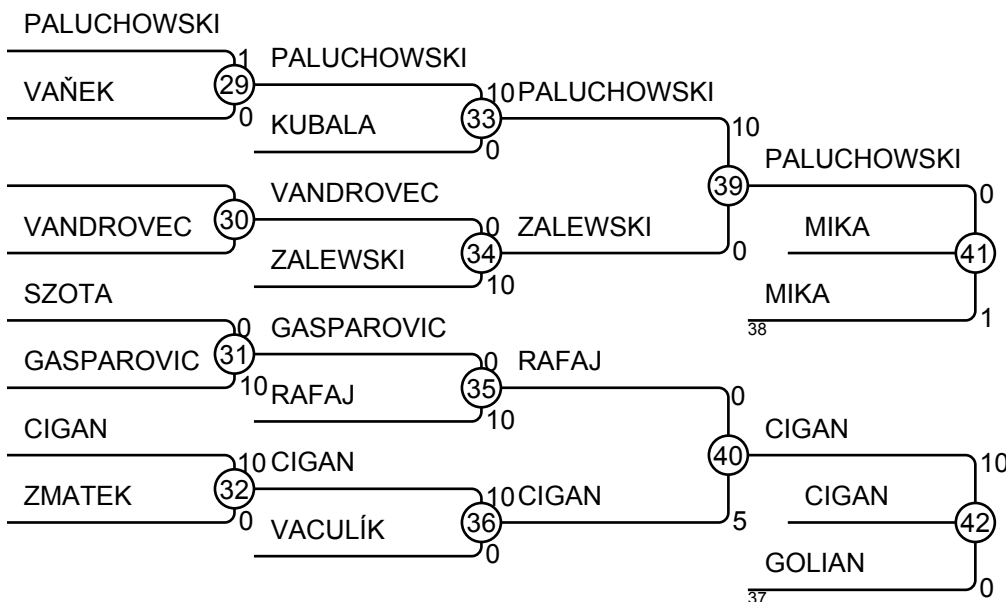 PALUCHOWSKI
1
PALUCHOWSKI
29
VAŇEK
10
PALUCHOWSKI
0
KUBALA
33
10
0
PALUCHOWSKI
VANDROVEC
39
0
30
VANDROVEC
0
ZALEWSKI
MIKA
ZALEWSKI
34
0
41
10
SZOTA
MIKA
0
GASPAROVIC
38
1
31
GASPAROVIC
0
RAFAJ
10
RAFAJ
35
10
0
CIGAN
CIGAN
10
CIGAN
40
10
32
ZMATEK
10
CIGAN
CIGAN
0
VACULÍK
36
5
42
0
GOLIAN
37
0